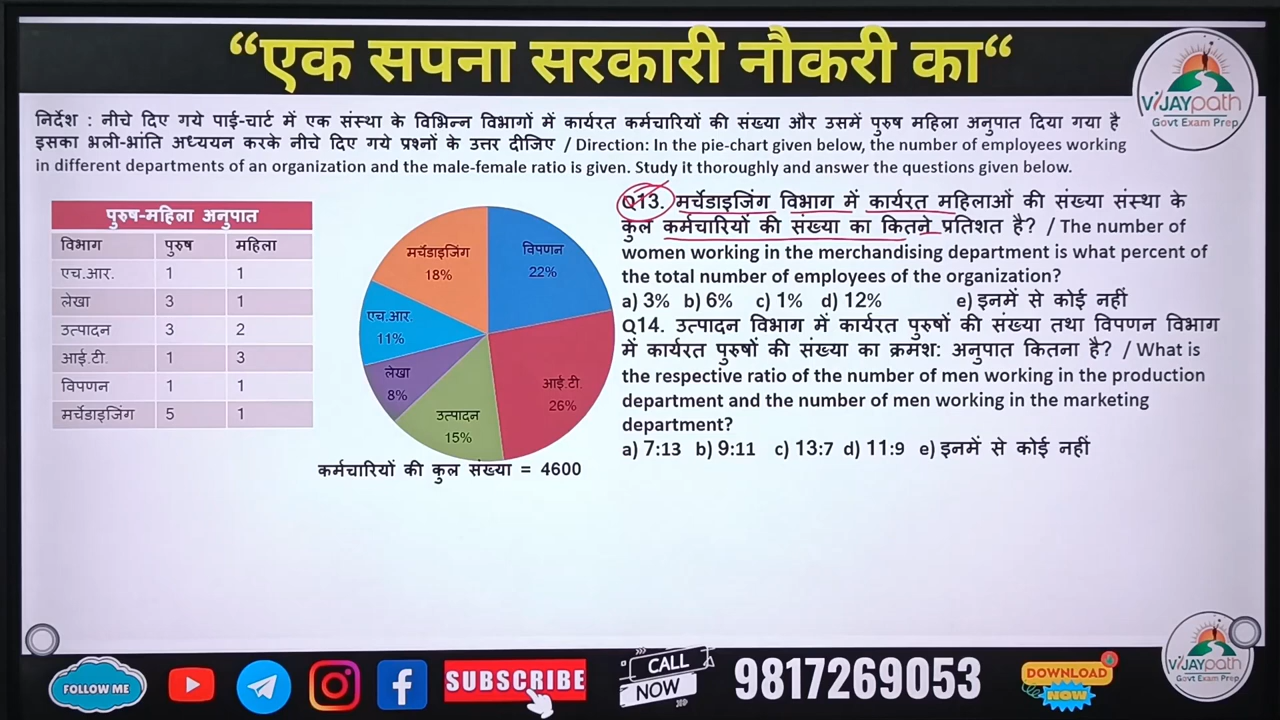 “एक सपना सरकारी नौकरी का“
VIJAYpath
Govt Exam Prep
निर्देश : नीचे दिए गये पाई-चार्ट में एक संस्था के विभिन्न विभागों में कार्यरत कर्मचारियों की संख्या और उसमें पुरुष महिला अनुपात दिया गया है
इसका भली-भांति अध्ययन करके नीचे दिए गये प्रश्नों के उत्तर दीजिए / Direction: In the pie-chart given below, the number of employees working
in different departments of an organization and the male-female ratio is given. Study it thoroughly and answer the questions given below.
पुरुष-महिला अनुपात
विभाग पुरुष महिला
एच.आर. 1 1
लेखा 3 1
उत्पादन 3 2
आई.टी. 1 3
विपणन 1 1
मर्चेंडाइजिंग 5 1
मर्चेंडाइजिंग
18%
विपणन
22%
एच.आर.
11%
लेखा
8%
उत्पादन
15%
आई.टी.
26%
कर्मचारियों की कुल संख्या = 4600
Q13. मर्चेंडाइजिंग विभाग में कार्यरत महिलाओं की संख्या संस्था के
कुल कर्मचारियों की संख्या का कितने प्रतिशत है? / The number of
women working in the merchandising department is what percent of
the total number of employees of the organization?
a) 3% b) 6% c) 1% d) 12% e) इनमें से कोई नहीं
Q14. उत्पादन विभाग में कार्यरत पुरुषों की संख्या तथा विपणन विभाग
में कार्यरत पुरुषों की संख्या का क्रमश: अनुपात कितना है? / What is
the respective ratio of the number of men working in the production
department and the number of men working in the marketing
department?
a) 7:13 b) 9:11 c) 13:7 d) 11:9 e) इनमें से कोई नहीं
FOLLOW ME
SUBSCRIBE
CALL
NOW
9817269053
DOWNLOAD
NOW
VIJAYpath
Govt Exam Prep